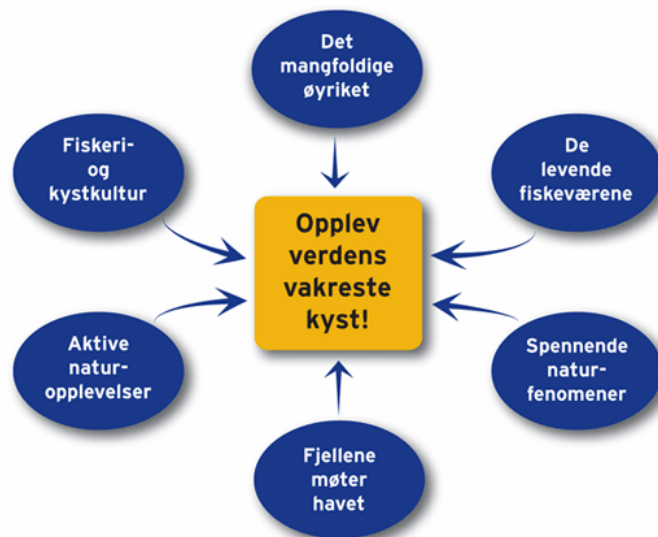 Det
mangfoldige
øyriket
Fiskeri-
og
kystkultur
De
levende
fiskeværene
Opplev
verdens
vakreste
kyst!
Aktive
natur-
opplevelser
Spennende
natur-
fenomener
Fjellene
møter
havet